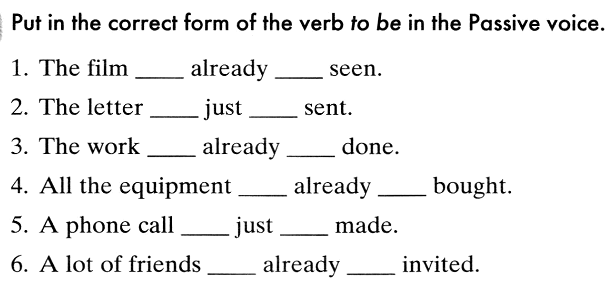 Put in the correct form of the verb to be in the Passive voice.
1. The film ____ already ____ seen.
2. The letter ____ just ____ sent.
3. The work ____ already ____ done.
4. All the equipment ____ already ____ bought.
5. A phone call ____ just ____ made.
6. A lot of friends ____ already ____ invited.